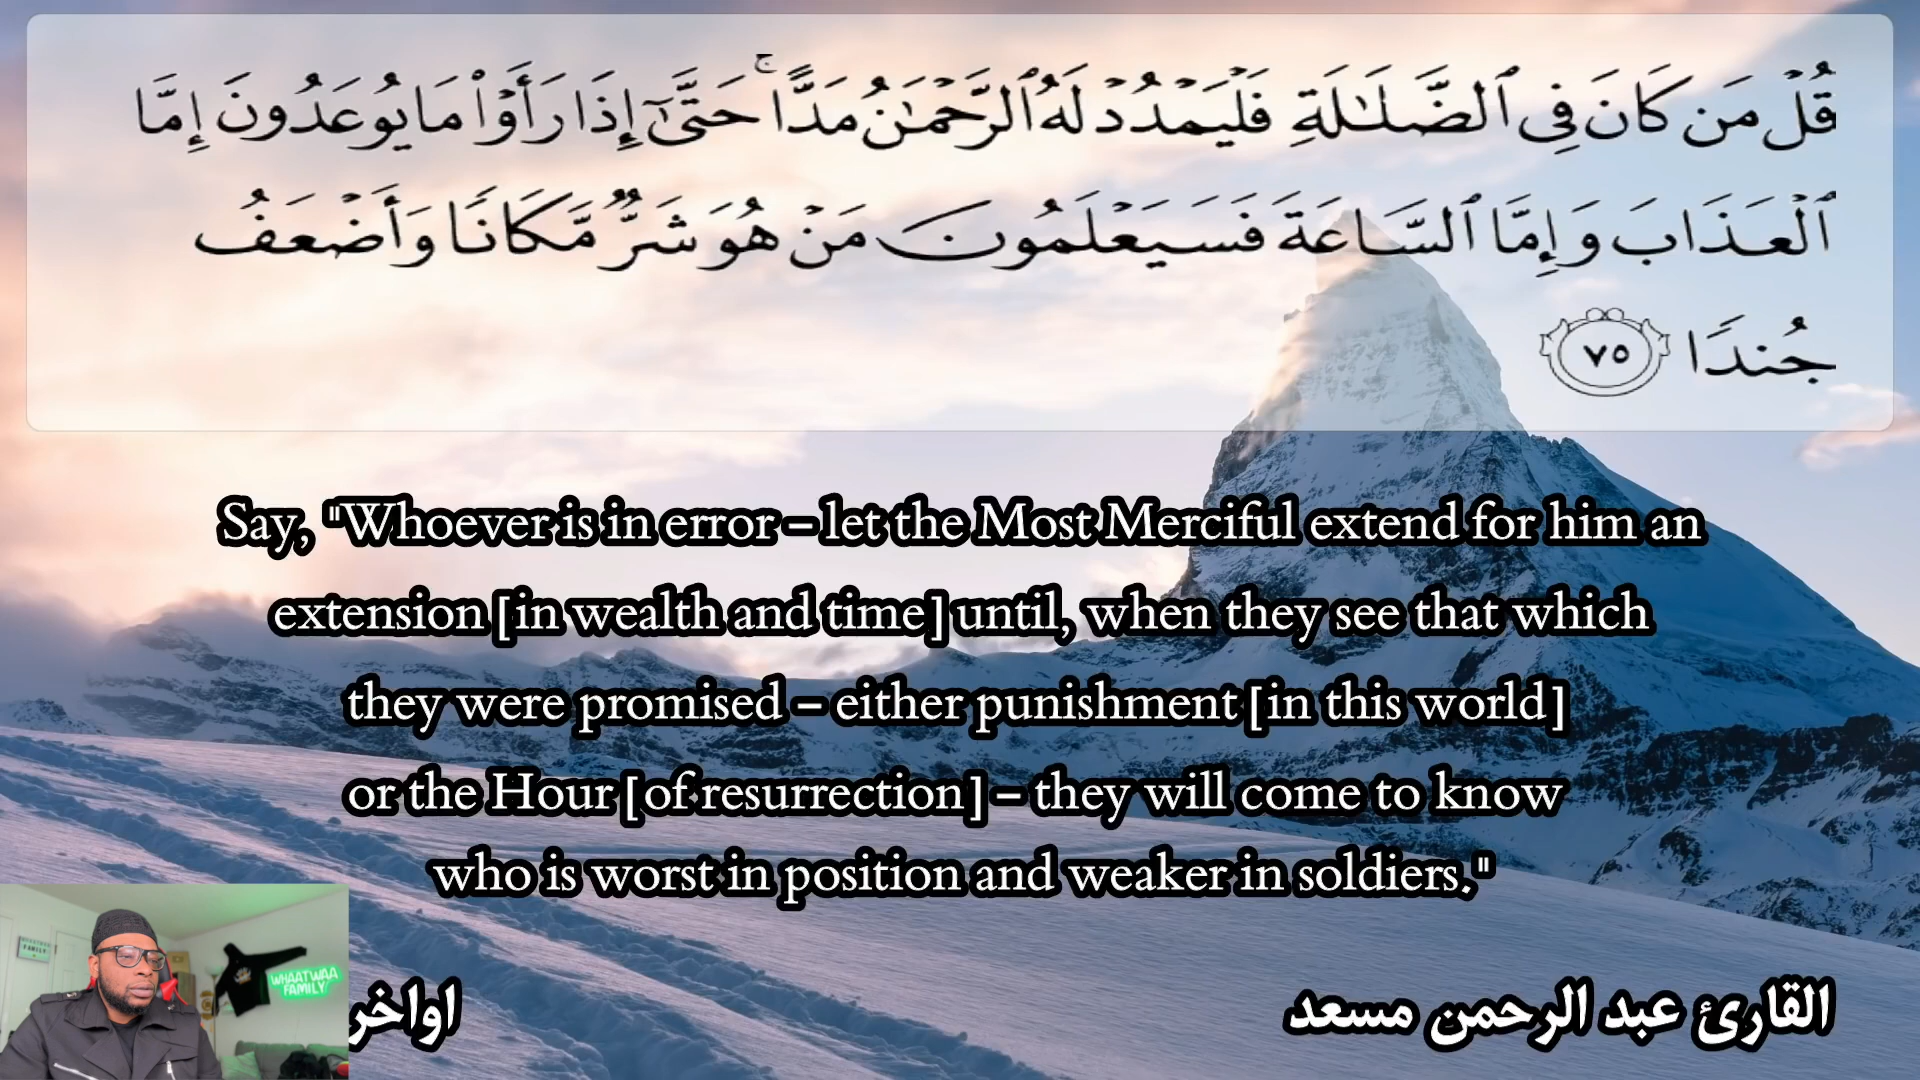 قُلْ مَن كَانَ فِى ٱلضَّلَـٰلَةِ فَلْيَمْدُدْ لَهُ ٱلرَّحْمَـٰنُ مَدًّا ۚ حَتَّىٰٓ إِذَا رَأَوْا۟ مَا يُوعَدُونَ إِمَّا
ٱلْعَذَابَ وَإِمَّا ٱلسَّاعَةَ فَسَيَعْلَمُونَ مَنْ هُوَ شَرٌّ مَّكَانًا وَأَضْعَفُ
جُندًا ٧٥
Say, "Whoever is in error – let the Most Merciful extend for him an
extension [in wealth and time] until, when they see that which
they were promised – either punishment [in this world]
or the Hour [of resurrection] – they will come to know
who is worst in position and weaker in soldiers."
WHAATWAA
FAMILY
القارئ عبد الرحمن مسعد
اواخر